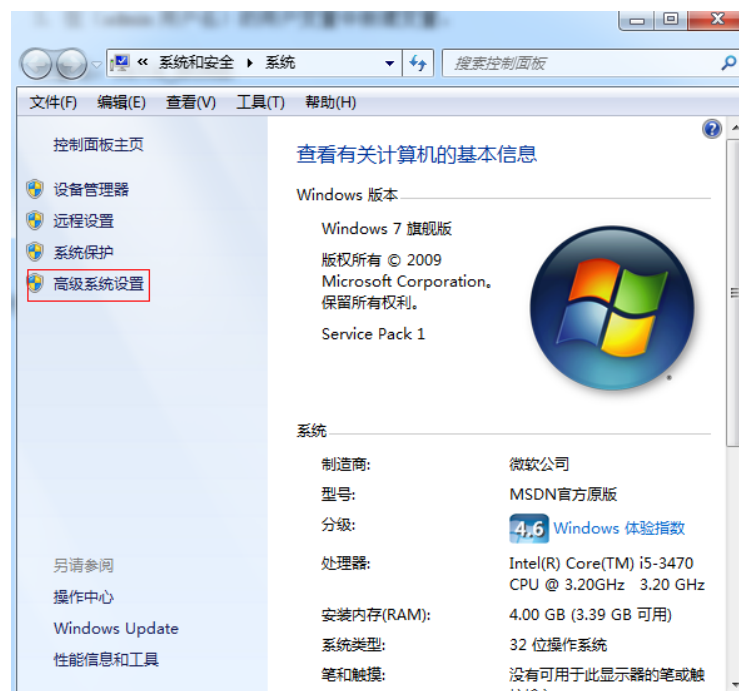 « 系统和安全 ▸ 系统
搜索控制面板
文件(F) 编辑(E) 查看(V) 工具(T) 帮助(H)
控制面板主页
设备管理器
远程设置
系统保护
高级系统设置
另请参阅
操作中心
Windows Update
性能信息和工具
查看有关计算机的基本信息
Windows 版本
Windows 7 旗舰版
版权所有 © 2009
Microsoft Corporation。
保留所有权利。
Service Pack 1
系统
制造商: 微软公司
型号: MSDN官方原版
分级: 4.6 Windows 体验指数
处理器: Intel(R) Core(TM) i5-3470
CPU @ 3.20GHz 3.20 GHz
安装内存(RAM): 4.00 GB (3.39 GB 可用)
系统类型: 32 位操作系统
笔和触摸: 没有可用于此显示器的笔或触